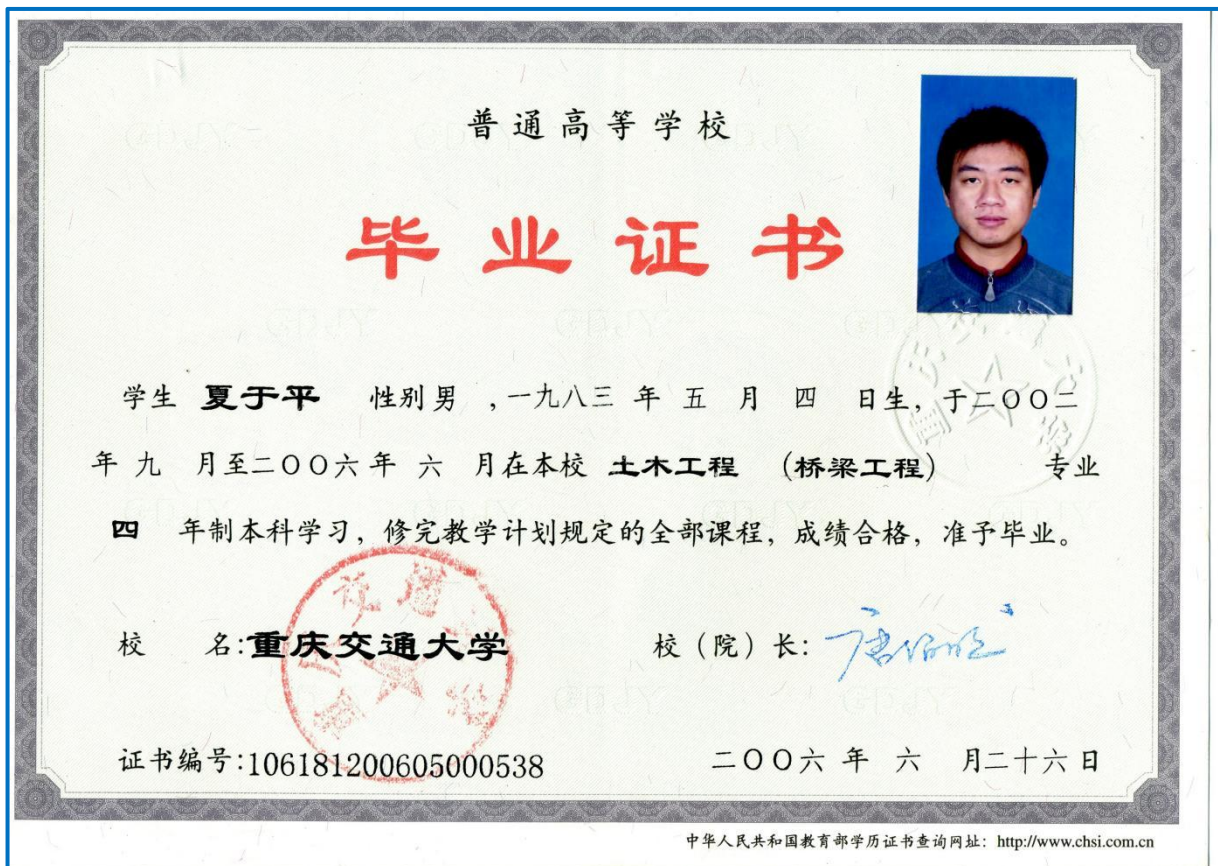 普通高等学校
毕业证书
学生 夏于平 性别 男 ,一九八三 年 五 月 四 日生，于二〇〇二
年 九 月至二〇〇六年 六 月在本校 土木工程 （桥梁工程） 专业
四 年制本科学习，修完教学计划规定的全部课程，成绩合格，准予毕业。
校 名:重庆交通大学 校（院）长:
证书编号:106181200605000538 二〇〇六年 六 月二十六日
中华人民共和国教育部学历证书查询网址：http://www.chsi.com.cn